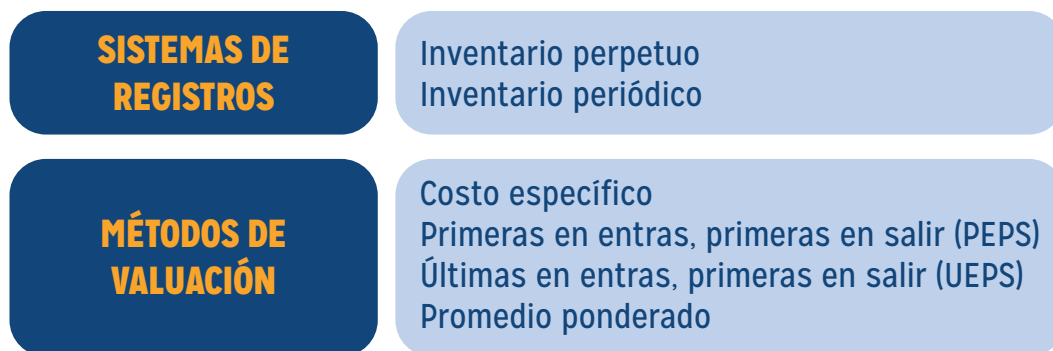 SISTEMAS DE
REGISTROS
Inventario perpetuo
Inventario periódico
MÉTODOS DE
VALUACIÓN
Costo específico
Primeras en entras, primeras en salir (PEPS)
Últimas en entras, primeras en salir (UEPS)
Promedio ponderado